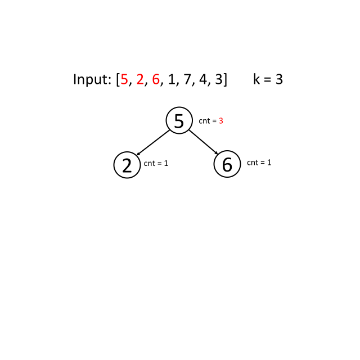 Input: [5, 2, 6, 1, 7, 4, 3] k = 3
5 cnt = 3
2 cnt = 1 6 cnt = 1